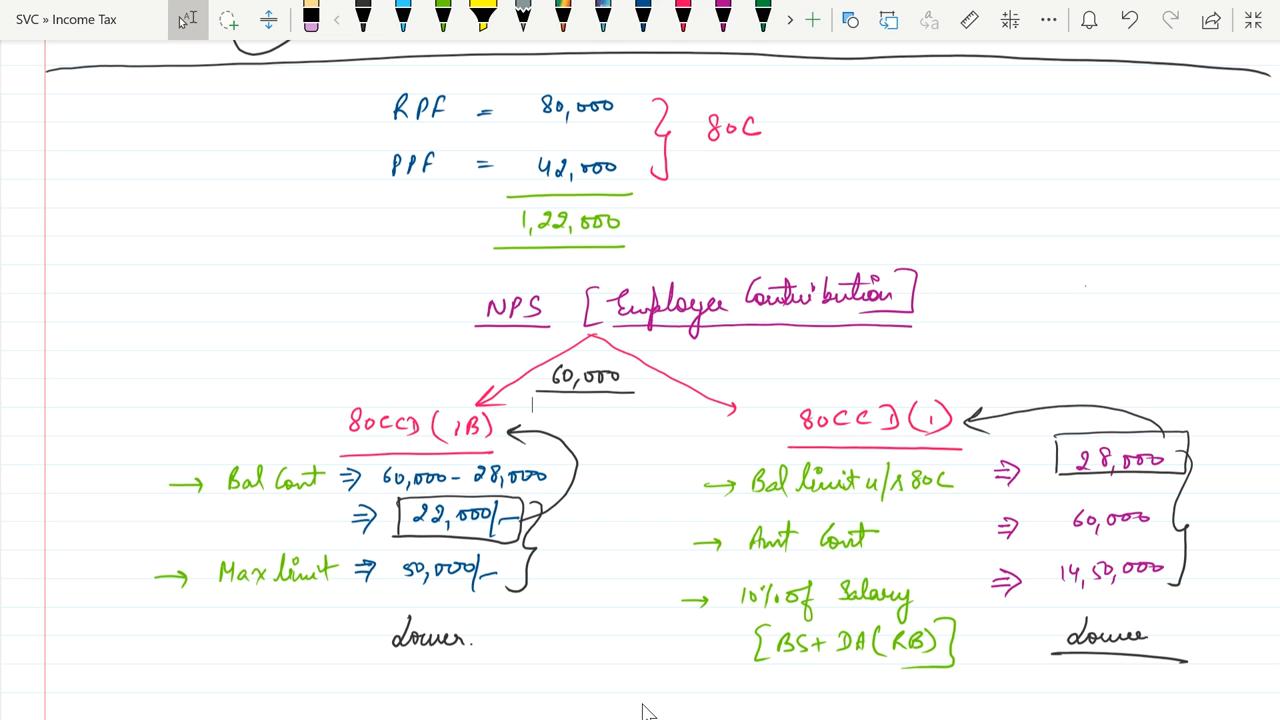 SVC » Income Tax
RPF = 80,000
PPF = 42,000
80C
1,22,000
NPS [Employee Contribution]
60,000
80CCD (1B)
→ Bal Cont ⇒ 60,000 - 28,000
⇒ 22,000/-
→ Max limit ⇒ 50,000/-
Lower.
80CCD(1)
→ Bal limit u/s 80C ⇒ 28,000
→ Amt Cont ⇒ 60,000
→ 10% of Salary ⇒ 14,50,000
[BS+ DA(RB)]
Lower